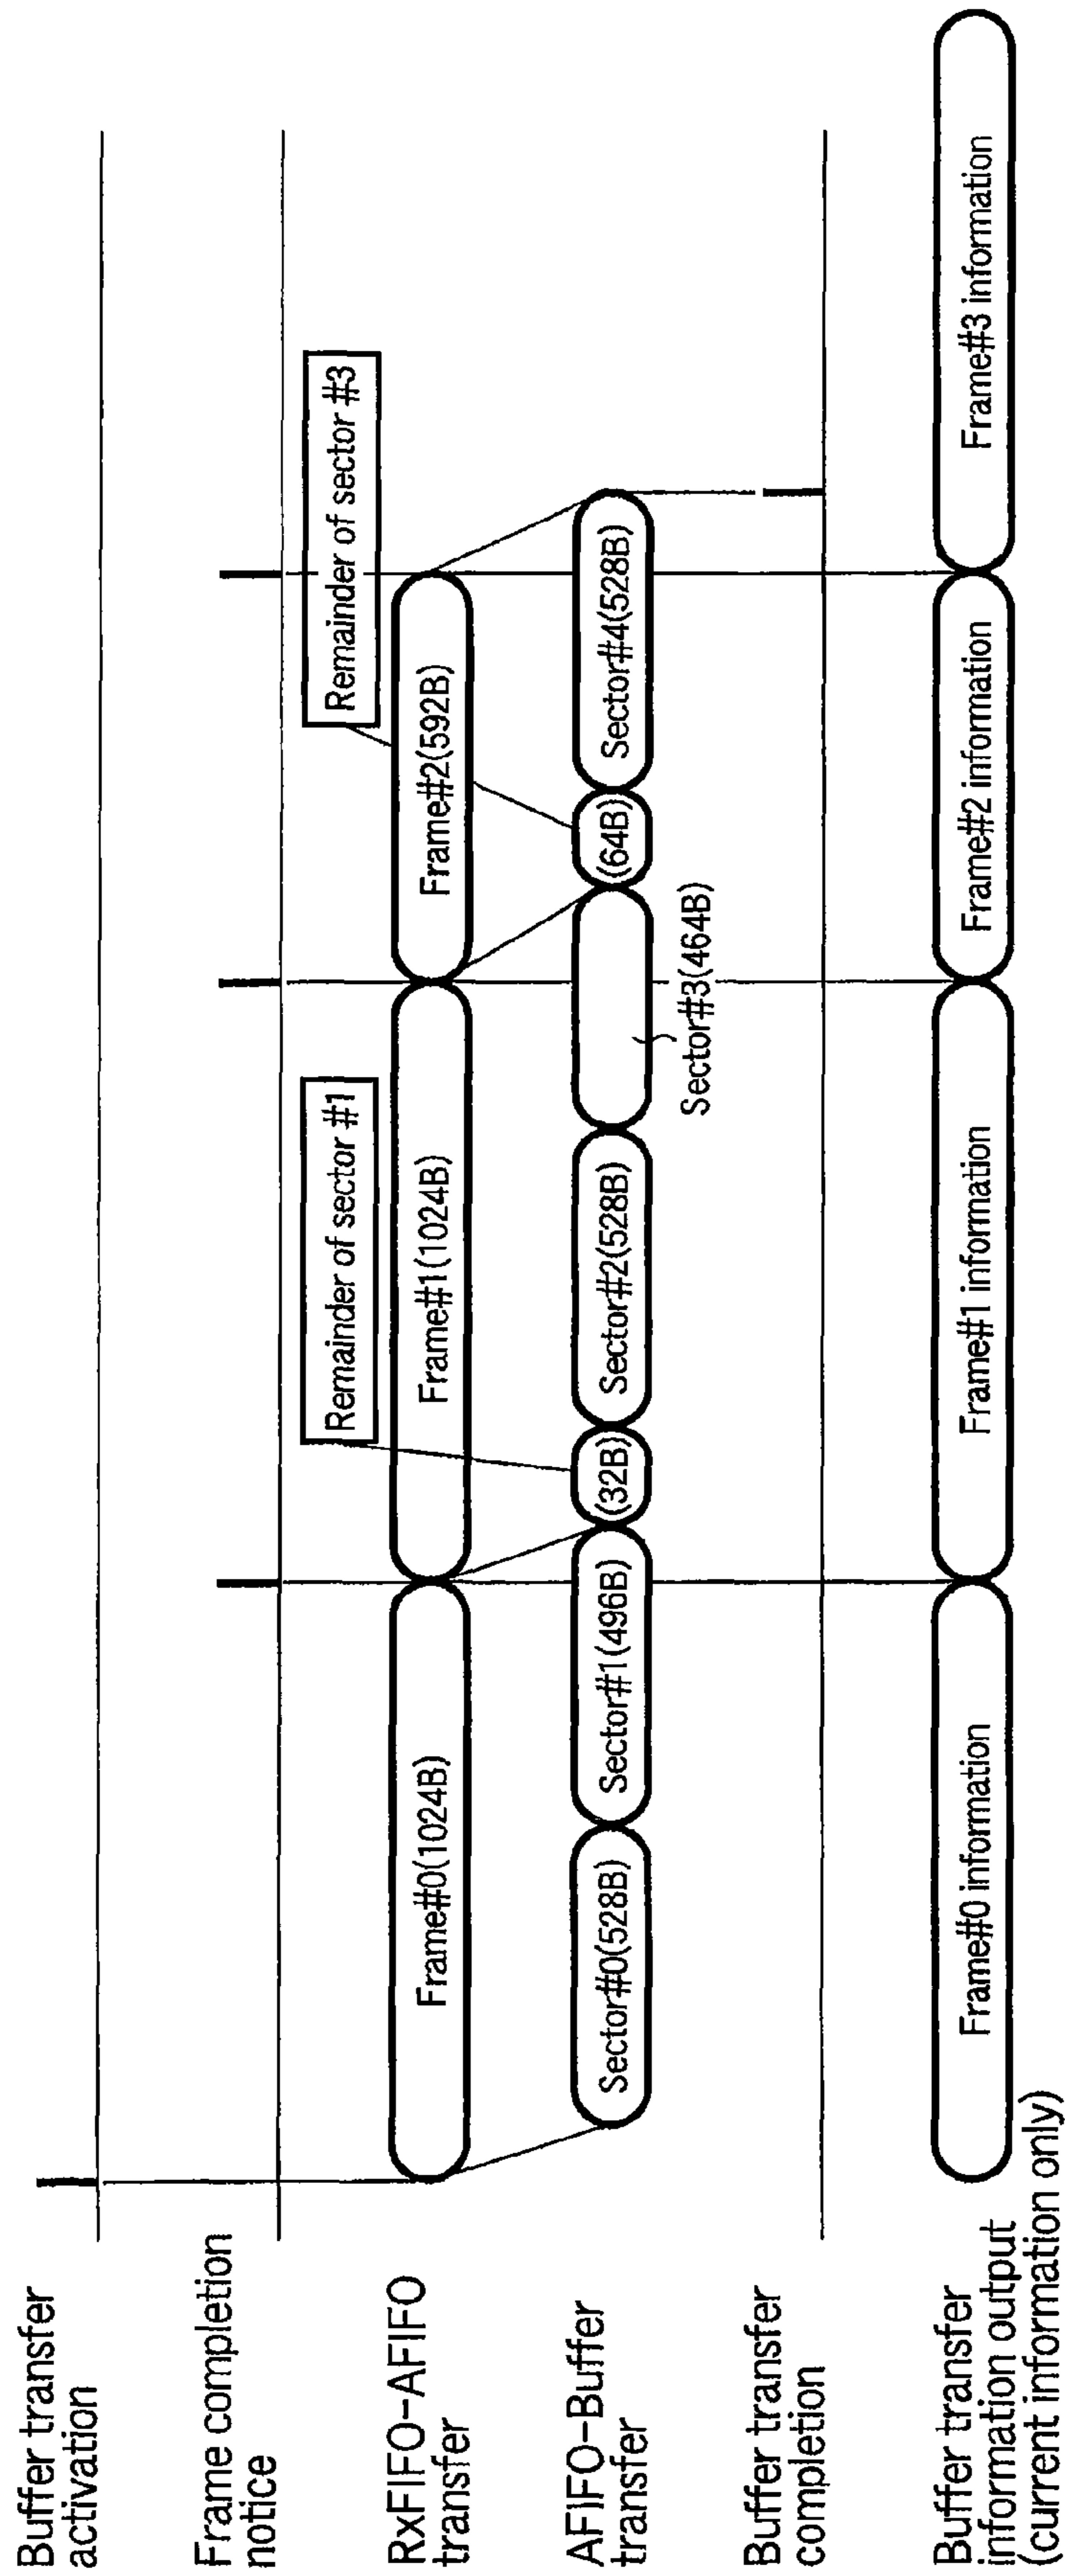 Buffer transfer
activation
Frame completion
notice
Remainder of sector #1
Remainder of sector #3
RxFIFO-AFIFO
transfer
Frame#0(1024B)
Frame#1(1024B)
Frame#2(592B)
AFIFO-Buffer
transfer
Sector#0(528B)
Sector#1(496B)
(32B)
Sector#2(528B)
Sector#3(464B)
(64B)
Sector#4(528B)
Buffer transfer
completion
Buffer transfer
information output
(current information only)
Frame#0 information
Frame#1 information
Frame#2 information
Frame#3 information